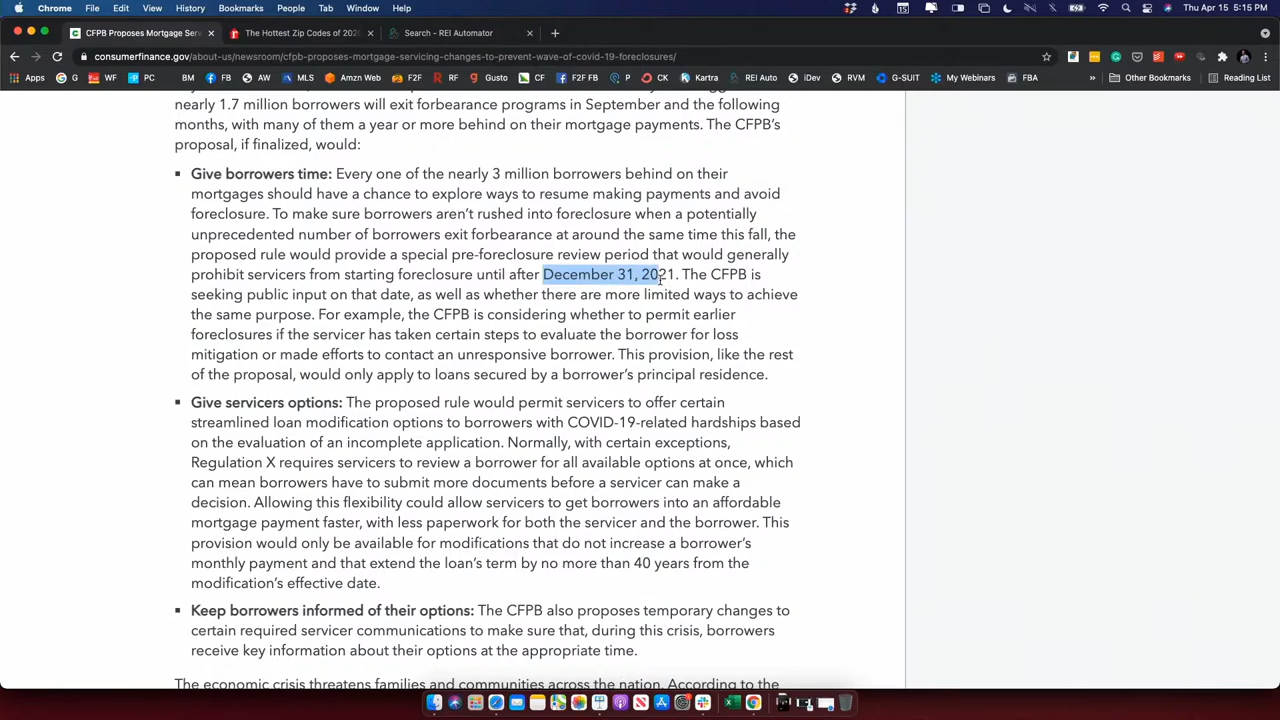 Chrome File Edit View History Bookmarks People Tab Window Help
15 Thu Apr 15 5:15 PM
CFPB Proposes Mortgage Serv × The Hottest Zip Codes of 2020 × Search - REI Automator × +
consumerfinance.gov/about-us/newsroom/cfpb-proposes-mortgage-servicing-changes-to-prevent-wave-of-covid-19-foreclosures/
Apps G WF PC BM FB AW MLS Amzn Web F2F RF Gusto CF F2F FB P CK Kartra REI Auto iDev RVM G-SUIT My Webinars FBA » Other Bookmarks Reading List
nearly 1.7 million borrowers will exit forbearance programs in September and the following
months, with many of them a year or more behind on their mortgage payments. The CFPB's
proposal, if finalized, would:
▪ Give borrowers time: Every one of the nearly 3 million borrowers behind on their
mortgages should have a chance to explore ways to resume making payments and avoid
foreclosure. To make sure borrowers aren't rushed into foreclosure when a potentially
unprecedented number of borrowers exit forbearance at around the same time this fall, the
proposed rule would provide a special pre-foreclosure review period that would generally
prohibit servicers from starting foreclosure until after December 31, 2021. The CFPB is
seeking public input on that date, as well as whether there are more limited ways to achieve
the same purpose. For example, the CFPB is considering whether to permit earlier
foreclosures if the servicer has taken certain steps to evaluate the borrower for loss
mitigation or made efforts to contact an unresponsive borrower. This provision, like the rest
of the proposal, would only apply to loans secured by a borrower's principal residence.
▪ Give servicers options: The proposed rule would permit servicers to offer certain
streamlined loan modification options to borrowers with COVID-19-related hardships based
on the evaluation of an incomplete application. Normally, with certain exceptions,
Regulation X requires servicers to review a borrower for all available options at once, which
can mean borrowers have to submit more documents before a servicer can make a
decision. Allowing this flexibility could allow servicers to get borrowers into an affordable
mortgage payment faster, with less paperwork for both the servicer and the borrower. This
provision would only be available for modifications that do not increase a borrower's
monthly payment and that extend the loan's term by no more than 40 years from the
modification's effective date.
▪ Keep borrowers informed of their options: The CFPB also proposes temporary changes to
certain required servicer communications to make sure that, during this crisis, borrowers
receive key information about their options at the appropriate time.
The economic crisis threatens families and communities across the nation. According to the